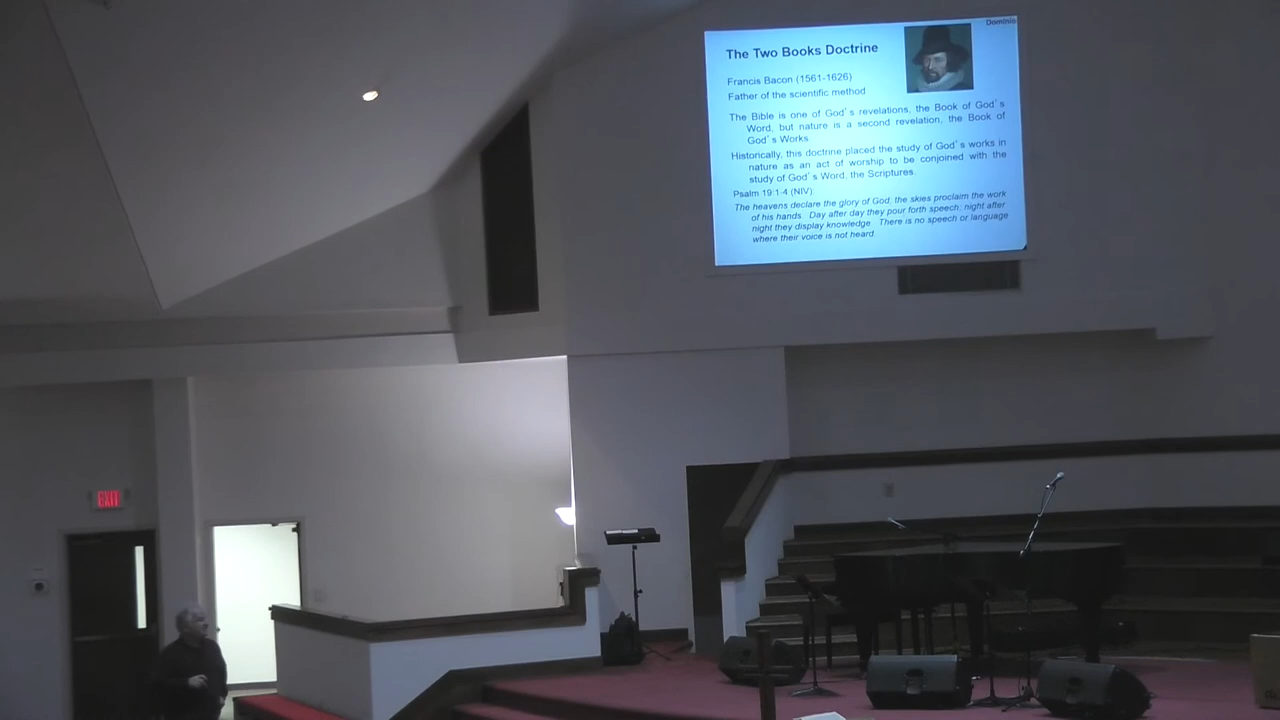 Dominio
The Two Books Doctrine
Francis Bacon (1561-1626)
Father of the scientific method
The Bible is one of God's revelations, the Book of God's
Word, but nature is a second revelation, the Book of
God's Works
Historically, this doctrine placed the study of God's works in
nature as an act of worship to be conjoined with the
study of God's Word, the Scriptures.
Psalm 19:1-4 (NIV)
The heavens declare the glory of God; the skies proclaim the work
of his hands. Day after day they pour forth speech; night after
night they display knowledge. There is no speech or language
where their voice is not heard.
EXIT